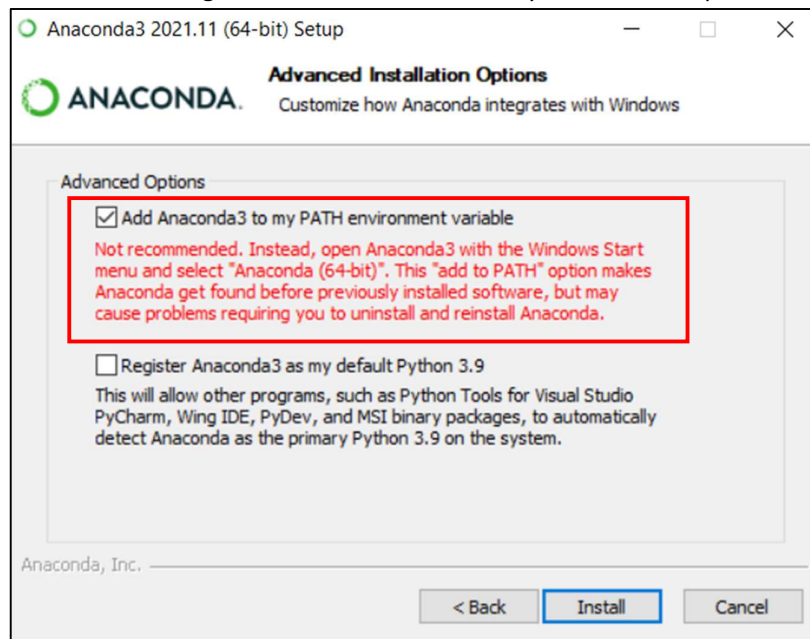 Anaconda3 2021.11 (64-bit) Setup
ANACONDA.
Advanced Installation Options
Customize how Anaconda integrates with Windows
Advanced Options
Add Anaconda3 to my PATH environment variable
Not recommended. Instead, open Anaconda3 with the Windows Start
menu and select "Anaconda (64-bit)". This "add to PATH" option makes
Anaconda get found before previously installed software, but may
cause problems requiring you to uninstall and reinstall Anaconda.
Register Anaconda3 as my default Python 3.9
This will allow other programs, such as Python Tools for Visual Studio
PyCharm, Wing IDE, PyDev, and MSI binary packages, to automatically
detect Anaconda as the primary Python 3.9 on the system.
Anaconda, Inc.
< Back
Install
Cancel